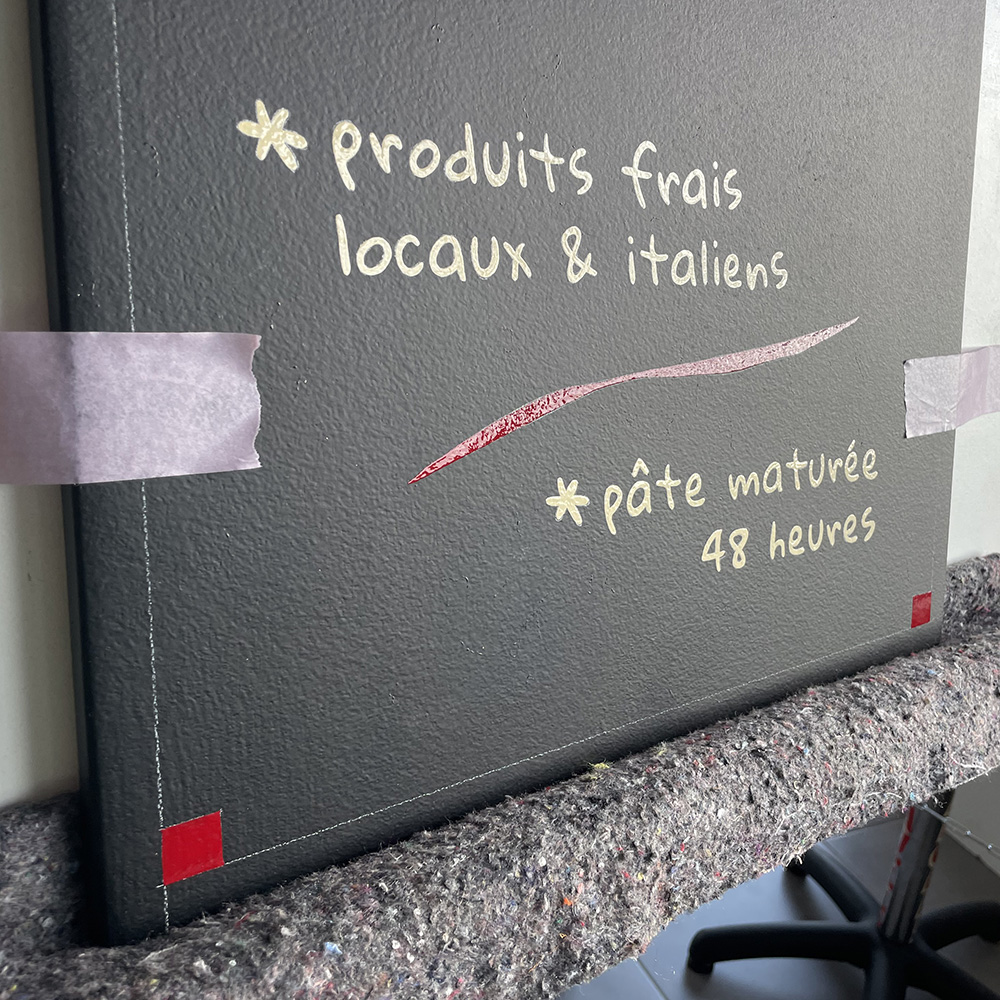 * produits frais
locaux & italiens
* pâte maturée
48 heures